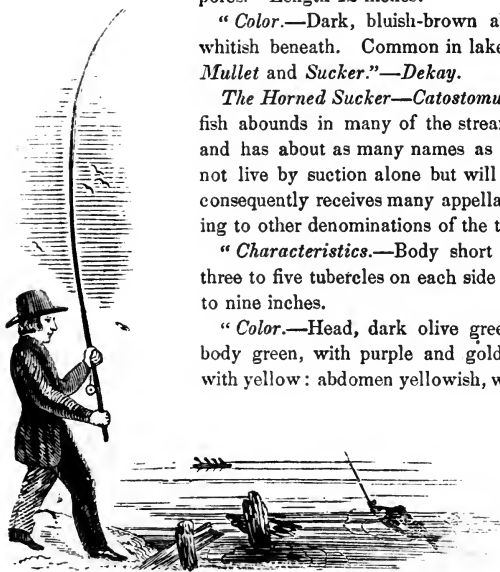 pores. Length 12 inches.
“ Color.—Dark, bluish-brown
whitish beneath. Common in lake
Mullet and Sucker.”—Dekay.
The Horned Sucker—Catostomu
fish abounds in many of the stream
and has about as many names as
not live by suction alone but will
consequently receives many appella
ing to other denominations of the t
“ Characteristics.—Body short
three to five tubercles on each side
to nine inches.
“ Color.—Head, dark olive gree
body green, with purple and gold
with yellow : abdomen yellowish, w